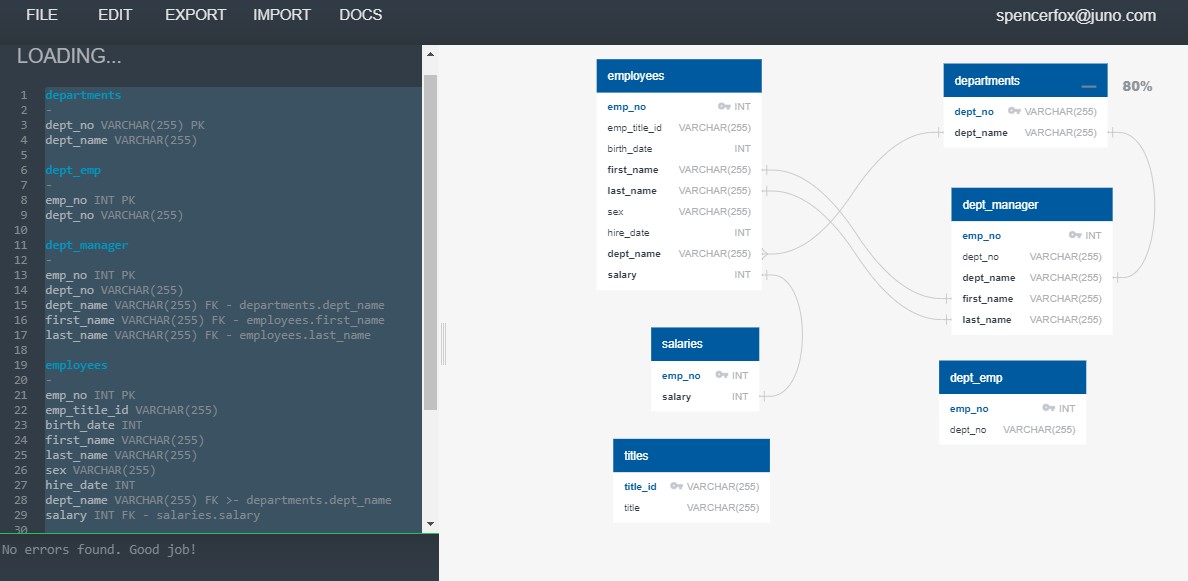 FILE EDIT EXPORT IMPORT DOCS spencerfox@juno.com
LOADING...
1 departments
2 -
3 dept_no VARCHAR(255) PK
4 dept_name VARCHAR(255)
5
6 dept_emp
7 -
8 emp_no INT PK
9 dept_no VARCHAR(255)
10
11 dept_manager
12 -
13 emp_no INT PK
14 dept_no VARCHAR(255)
15 dept_name VARCHAR(255) FK - departments.dept_name
16 first_name VARCHAR(255) FK - employees.first_name
17 last_name VARCHAR(255) FK - employees.last_name
18
19 employees
20 -
21 emp_no INT PK
22 emp_title_id VARCHAR(255)
23 birth_date INT
24 first_name VARCHAR(255)
25 last_name VARCHAR(255)
26 sex VARCHAR(255)
27 hire_date INT
28 dept_name VARCHAR(255) FK >- departments.dept_name
29 salary INT FK - salaries.salary
30
No errors found. Good job!
employees
emp_no INT
emp_title_id VARCHAR(255)
birth_date INT
first_name VARCHAR(255)
last_name VARCHAR(255)
sex VARCHAR(255)
hire_date INT
dept_name VARCHAR(255)
salary INT
salaries
emp_no INT
salary INT
titles
title_id VARCHAR(255)
title VARCHAR(255)
departments
dept_no VARCHAR(255)
dept_name VARCHAR(255)
80%
dept_manager
emp_no INT
dept_no VARCHAR(255)
dept_name VARCHAR(255)
first_name VARCHAR(255)
last_name VARCHAR(255)
dept_emp
emp_no INT
dept_no VARCHAR(255)